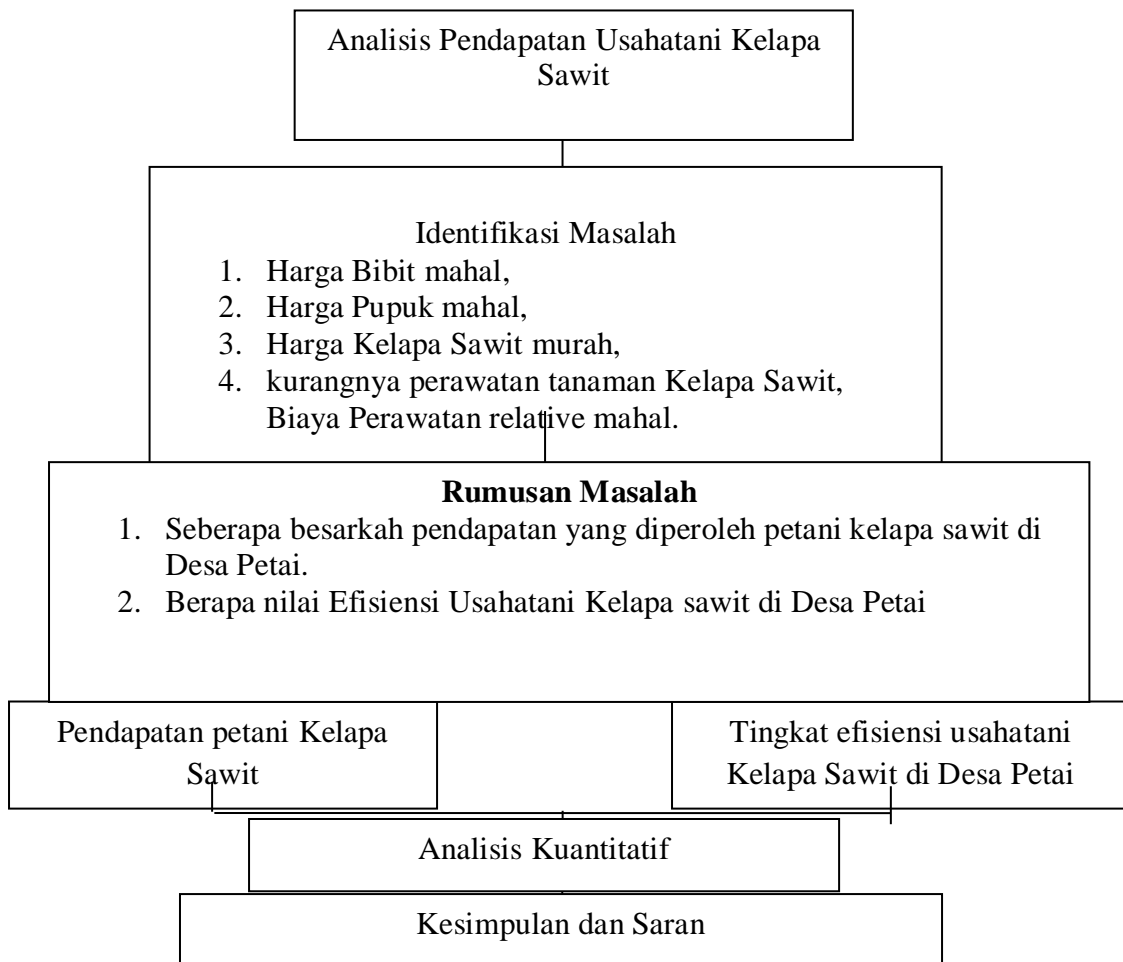 Analisis Pendapatan Usahatani Kelapa
Sawit
Identifikasi Masalah
1. Harga Bibit mahal,
2. Harga Pupuk mahal,
3. Harga Kelapa Sawit murah,
4. kurangnya perawatan tanaman Kelapa Sawit,
Biaya Perawatan relative mahal.
Rumusan Masalah
1. Seberapa besarkah pendapatan yang diperoleh petani kelapa sawit di
Desa Petai.
2. Berapa nilai Efisiensi Usahatani Kelapa sawit di Desa Petai
Pendapatan petani Kelapa
Sawit
Tingkat efisiensi usahatani
Kelapa Sawit di Desa Petai
Analisis Kuantitatif
Kesimpulan dan Saran